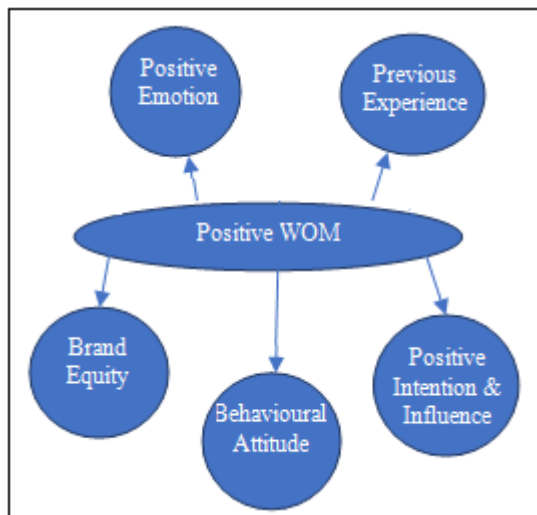 Positive
Emotion
Previous
Experience
Positive WOM
Brand
Equity
Behavioural
Attitude
Positive
Intention &
Influence